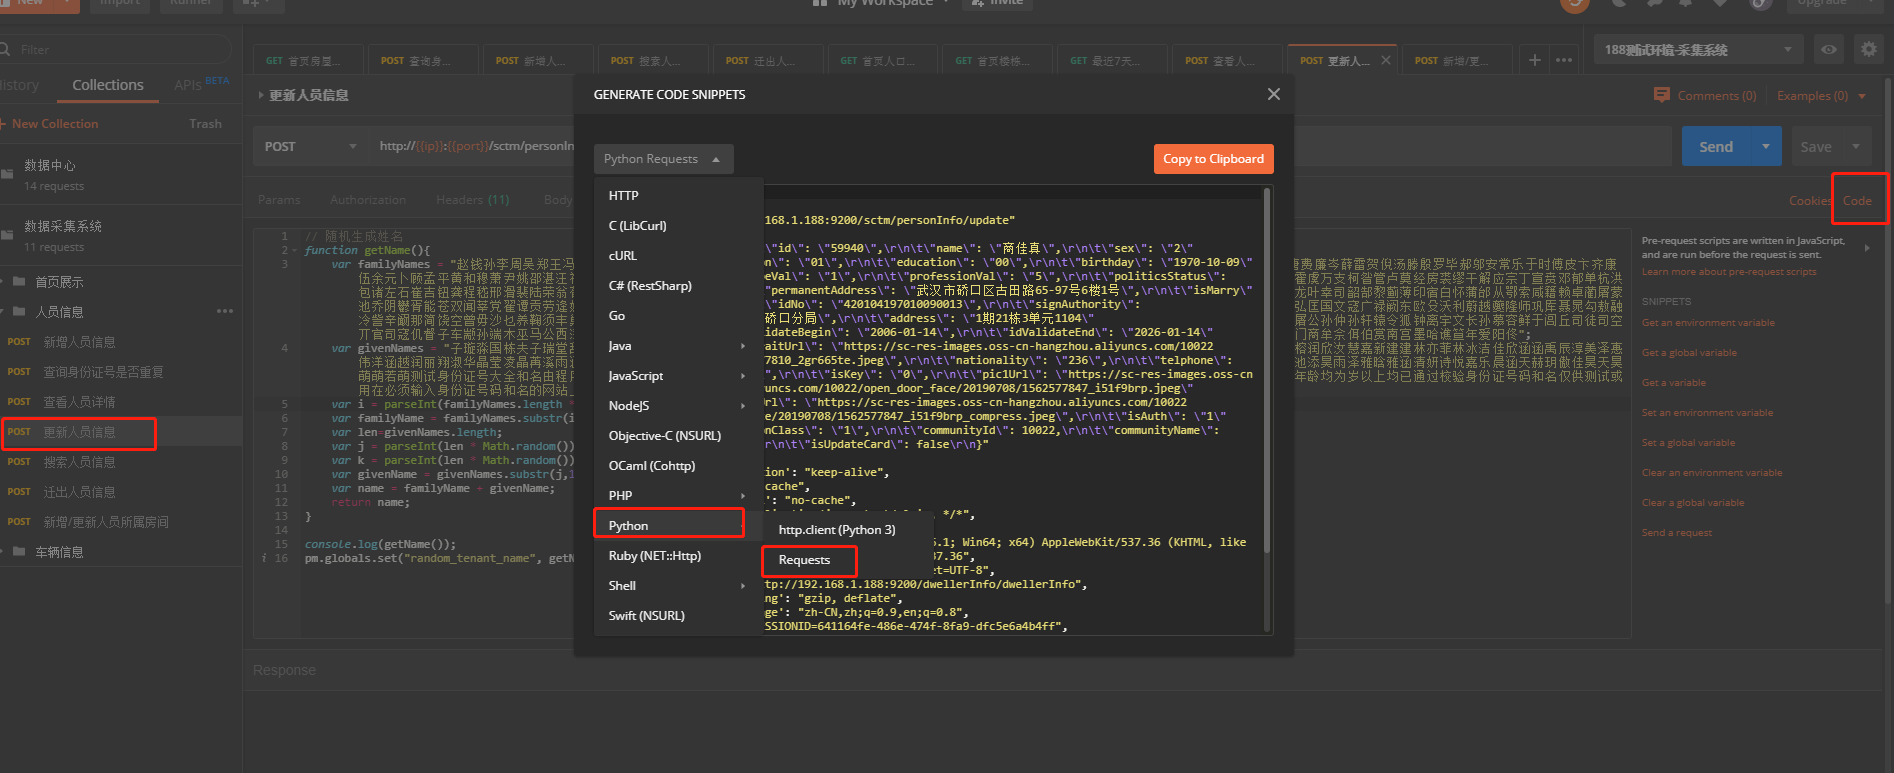 New
Import
Runner
My Workspace
Invite
Upgrade
Filter
History
Collections
APIs BETA
+ New Collection
Trash
数据中心
14 requests
数据采集系统
11 requests
首页展示
人员信息
POST 新增人员信息
POST 查询身份证号是否重复
POST 查看人员详情
POST 更新人员信息
POST 搜索人员信息
POST 迁出人员信息
POST 新增/更新人员所属房间
车辆信息
GET 首页房屋...
POST 查询身...
POST 新增人...
POST 搜索人...
POST 迁出人...
GET 首页人口...
GET 首页楼栋...
GET 最近7天...
POST 查看人...
POST 更新人...
POST 新增/更...
188测试环境-采集系统
更新人员信息
Comments (0)
Examples (0)
POST
http://{{ip}}:{{port}}/sctm/personIn
Send
Save
Params
Authorization
Headers (11)
Body
Cookies
Code
1 // 随机生成姓名
2 function getName(){
3 var familyNames = "赵钱孙李周吴郑王冯
4 var givenNames =
5 var i = parseInt(familyNames.length *
6 var familyName = familyNames.substr(i
7 var len=givenNames.length;
8 var j = parseInt(len * Math.random())
9 var k = parseInt(len * Math.random())
10 var givenName = givenNames.substr(j,1
11 var name = familyName + givenName;
12 return name;
13 }
14
15 console.log(getName());
16 pm.globals.set("random_tenant_name", getN
Response
GENERATE CODE SNIPPETS
Python Requests
Copy to Clipboard
HTTP
C (LibCurl)
cURL
C# (RestSharp)
Go
Java
JavaScript
NodeJS
Objective-C (NSURL)
OCaml (Cohttp)
PHP
Python
Ruby (NET::Http)
Shell
Swift (NSURL)
http.client (Python 3)
Requests
168.1.188:9200/sctm/personInfo/update"
\"id\": \"59940\",\r\n\t\"name\": \"商佳真\",\r\n\t\"sex\": \"2\"
on\": \"01\",\r\n\t\"education\": \"00\",\r\n\t\"birthday\": \"1970-10-09
eVal\": \"1\",\r\n\t\"professionVal\": \"5\",\r\n\t\"politicsStatus\":
"permanentAddress\": \"武汉市硚口区古田路65-97号6楼1号\",\r\n\t\"isMarry
\"idNo\": \"420104197010090013\",\r\n\t\"signAuthority\":
硚口分局\",\r\n\t\"address\": \"1期21栋3单元1104\"
idateBegin\": \"2006-01-14\",\r\n\t\"idValidateEnd\": \"2026-01-14\"
aitUrl\": \"https://sc-res-images.oss-cn-hangzhou.aliyuncs.com/10022
7810_2gr665te.jpeg\",\r\n\t\"nationality\": \"236\",\r\n\t\"telphone\":
,\r\n\t\"isKey\": \"0\",\r\n\t\"pic1Url\": \"https://sc-res-images.oss-cn
uncs.com/10022/open_door_face/20190708/1562577847_i51f9brp.jpeg\"
Url\": \"https://sc-res-images.oss-cn-hangzhou.aliyuncs.com/10022
e/20190708/1562577847_i51f9brp_compress.jpeg\",\r\n\t\"isAuth\": \"1\"
onClass\": \"1\",\r\n\t\"communityId\": 10022,\r\n\t\"communityName\":
\r\n\t\"isUpdateCard\": false\r\n}"
ion': "keep-alive",
cache",
': "no-cache",
*/*",
5.1; Win64; x64) AppleWebKit/537.36 (KHTML, like
37.36",
et=UTF-8",
tp://192.168.1.188:9200/dwellerInfo/dwellerInfo",
ng': "gzip, deflate",
ge': "zh-CN,zh;q=0.9,en;q=0.8",
SSIONID=641164fe-486e-474f-8fa9-dfc5e6a4b4ff",
Pre-request scripts are written in JavaScript,
and are run before the request is sent.
Learn more about pre-request scripts
SNIPPETS
Get an environment variable
Get a global variable
Get a variable
Set an environment variable
Set a global variable
Clear an environment variable
Clear a global variable
Send a request